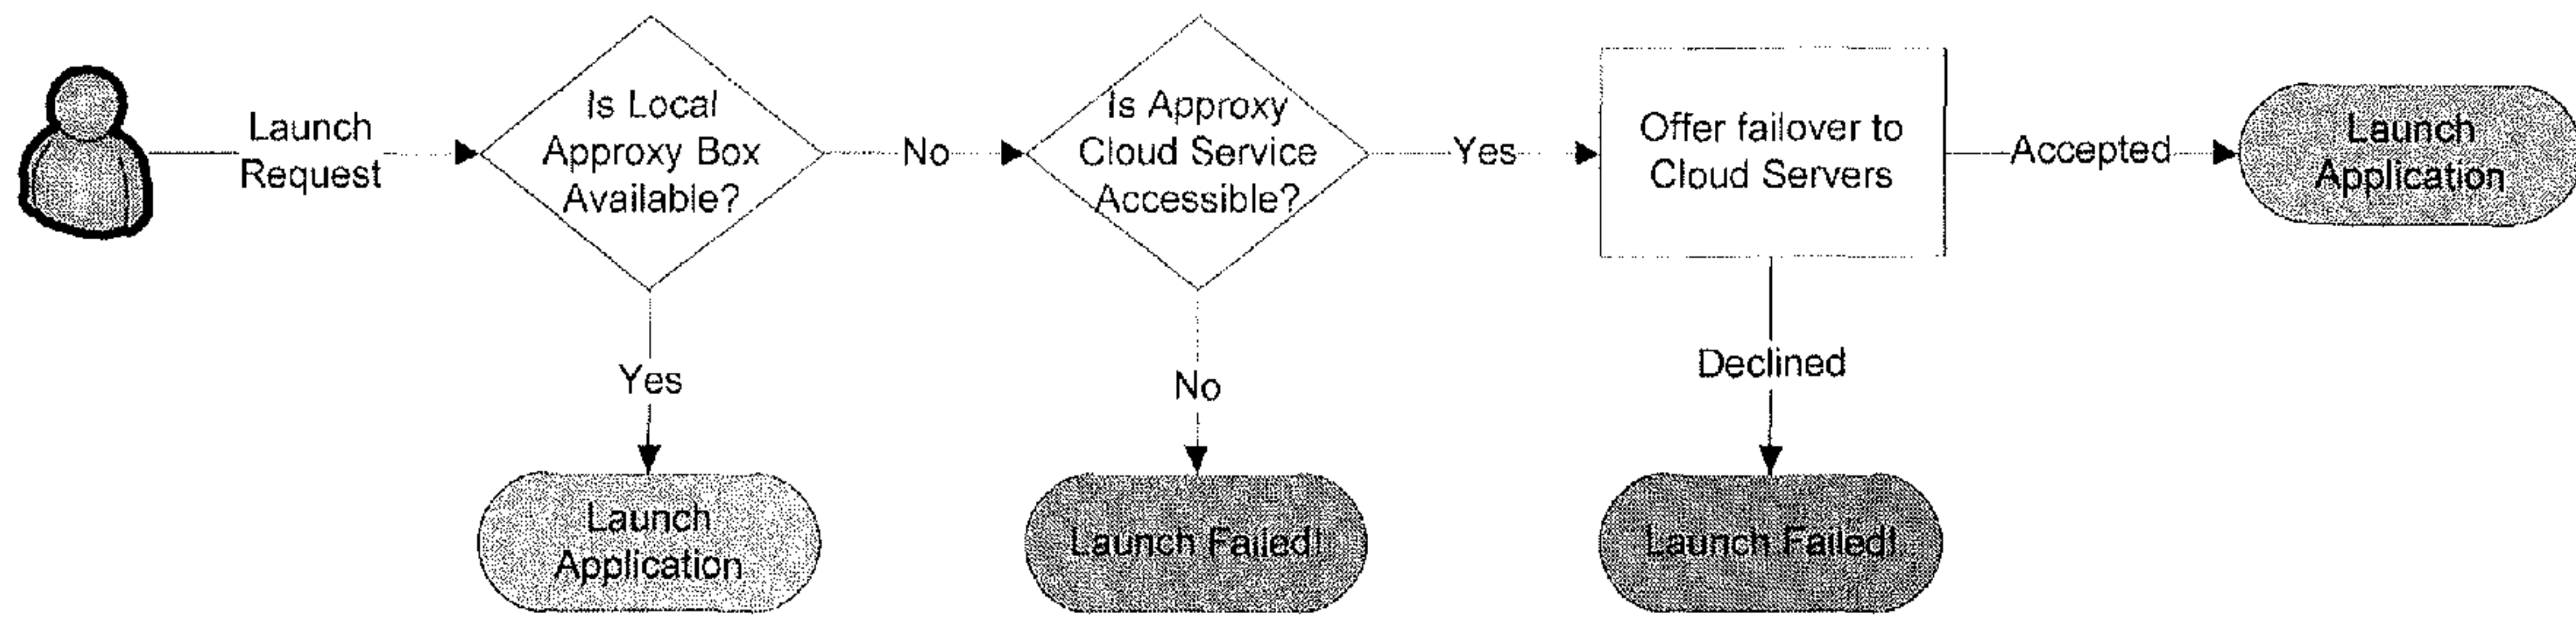 Launch
Request
Is Local
Approxy Box
Available?
No
Is Approxy
Cloud Service
Accessible?
Yes
Offer failover to
Cloud Servers
Accepted
Launch
Application
Yes
No
Declined
Launch
Application
Launch Failed!
Launch Failed!